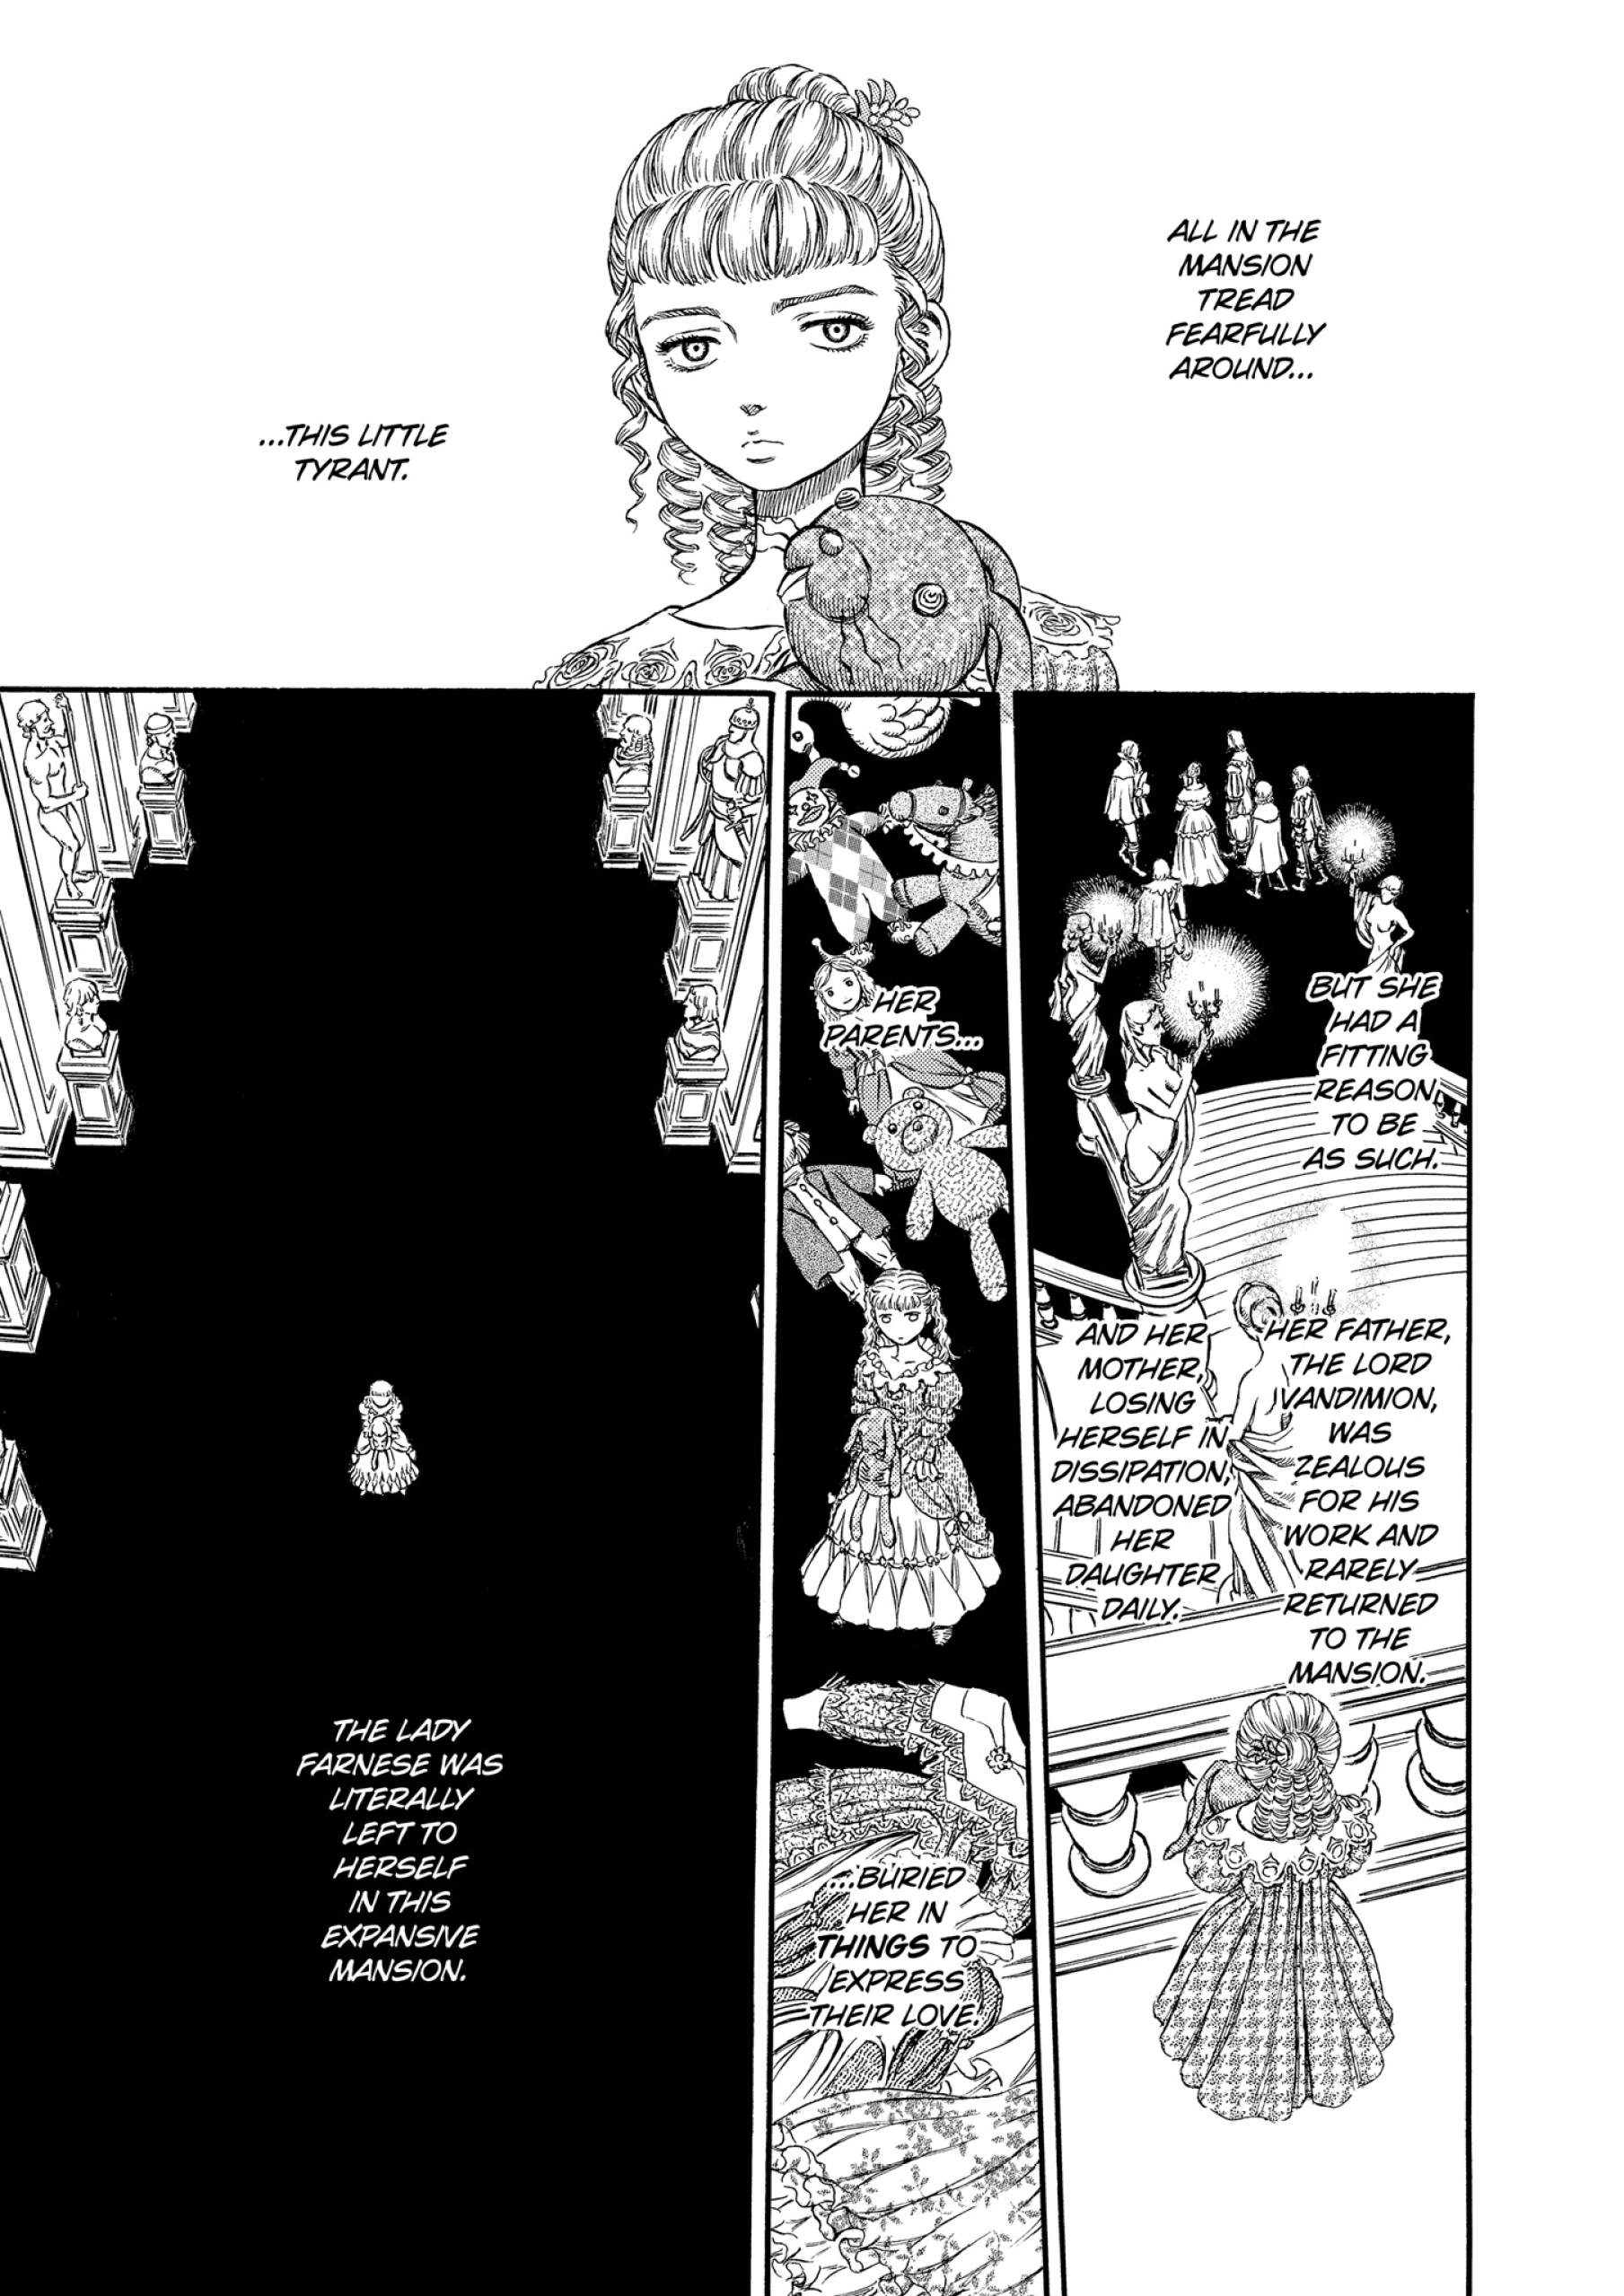 ALL IN THE
MANSION
TREAD
FEARFULLY
AROUND...
...THIS LITTLE
TYRANT.
BUT SHE
HAD A
FITTING
REASON
TO BE
AS SUCH.
HER FATHER,
THE LORD
VANDIMION,
WAS
ZEALOUS
FOR HIS
WORK AND
RARELY
RETURNED
TO THE
MANSION.
AND HER
MOTHER,
LOSING
HERSELF IN
DISSIPATION,
ABANDONED
HER
DAUGHTER
DAILY.
HER
PARENTS...
...BURIED
HER IN
THINGS TO
EXPRESS
THEIR LOVE.
THE LADY
FARNESE WAS
LITERALLY
LEFT TO
HERSELF
IN THIS
EXPANSIVE
MANSION.